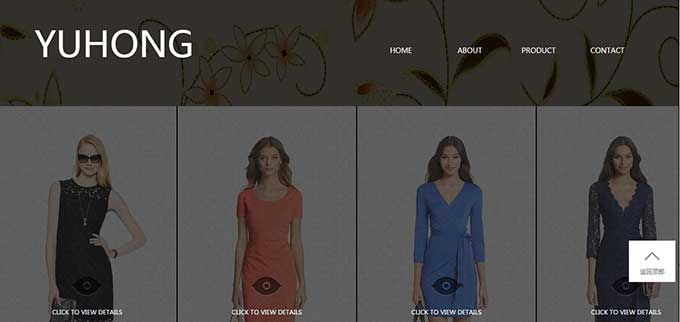 YUHONG
HOME ABOUT PRODUCT CONTACT
CLICK TO VIEW DETAILS CLICK TO VIEW DETAILS CLICK TO VIEW DETAILS CLICK TO VIEW DETAILS
返回顶部